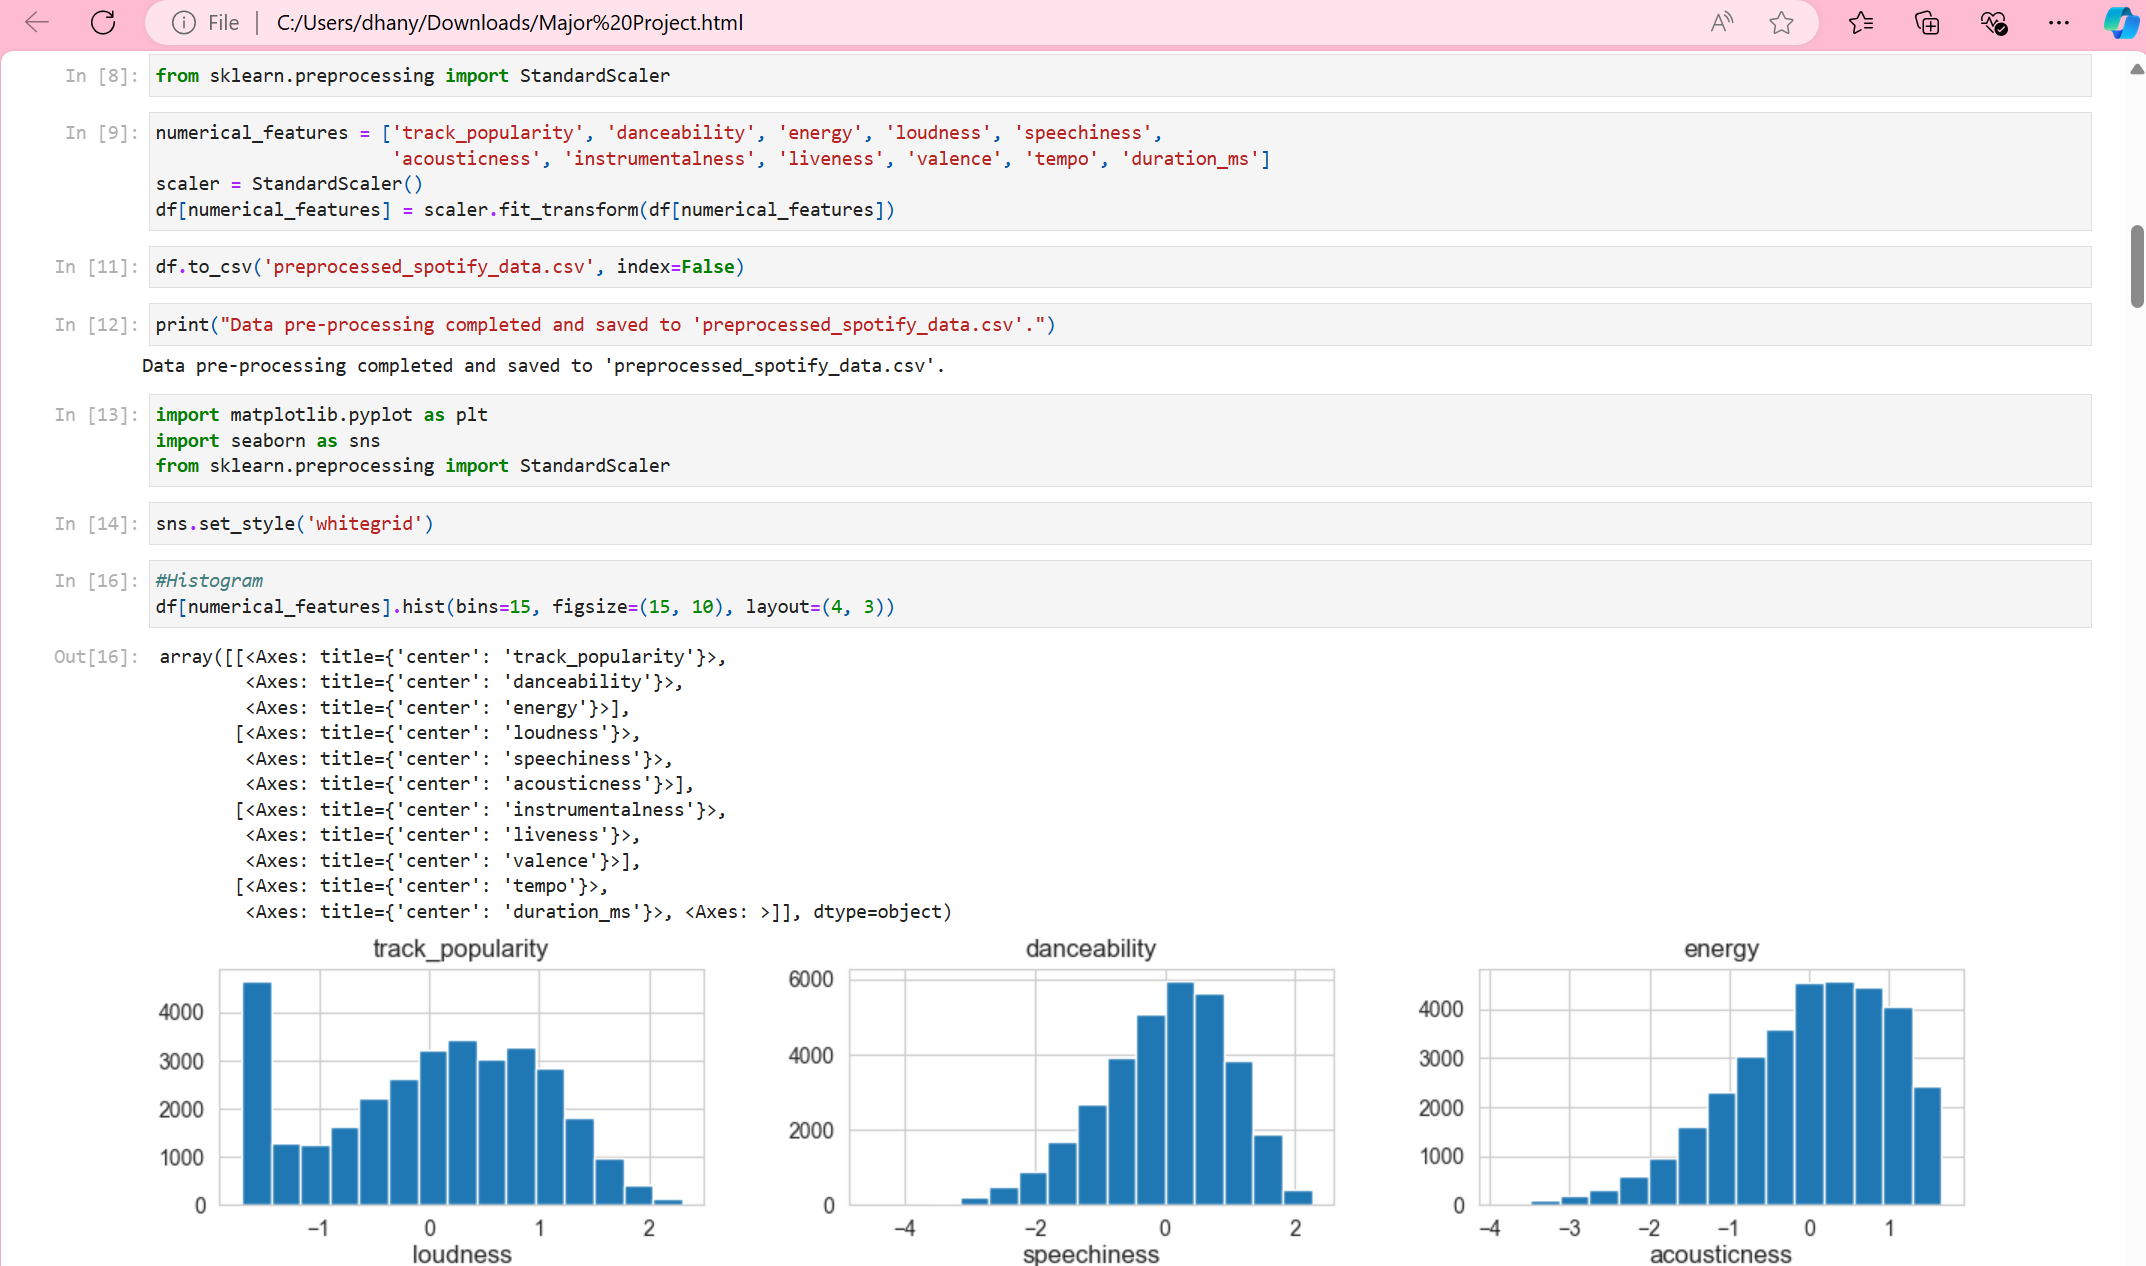 File | C:/Users/dhany/Downloads/Major%20Project.html
In [8]: from sklearn.preprocessing import StandardScaler
In [9]: numerical_features = ['track_popularity', 'danceability', 'energy', 'loudness', 'speechiness',
'acousticness', 'instrumentalness', 'liveness', 'valence', 'tempo', 'duration_ms']
scaler = StandardScaler()
df[numerical_features] = scaler.fit_transform(df[numerical_features])
In [11]: df.to_csv('preprocessed_spotify_data.csv', index=False)
In [12]: print("Data pre-processing completed and saved to 'preprocessed_spotify_data.csv'.")
Data pre-processing completed and saved to 'preprocessed_spotify_data.csv'.
In [13]: import matplotlib.pyplot as plt
import seaborn as sns
from sklearn.preprocessing import StandardScaler
In [14]: sns.set_style('whitegrid')
In [16]: #Histogram
df[numerical_features].hist(bins=15, figsize=(15, 10), layout=(4, 3))
Out[16]: array([[<Axes: title={'center': 'track_popularity'}>,
<Axes: title={'center': 'danceability'}>,
<Axes: title={'center': 'energy'}>],
[<Axes: title={'center': 'loudness'}>,
<Axes: title={'center': 'speechiness'}>,
<Axes: title={'center': 'acousticness'}>],
[<Axes: title={'center': 'instrumentalness'}>,
<Axes: title={'center': 'liveness'}>,
<Axes: title={'center': 'valence'}>],
[<Axes: title={'center': 'tempo'}>,
<Axes: title={'center': 'duration_ms'}>, <Axes: >]], dtype=object)
track_popularity
4000
3000
2000
1000
0
−1 0 1 2
loudness
danceability
6000
4000
2000
0
−4 −2 0 2
speechiness
energy
4000
3000
2000
1000
0
−4 −3 −2 −1 0 1
acousticness